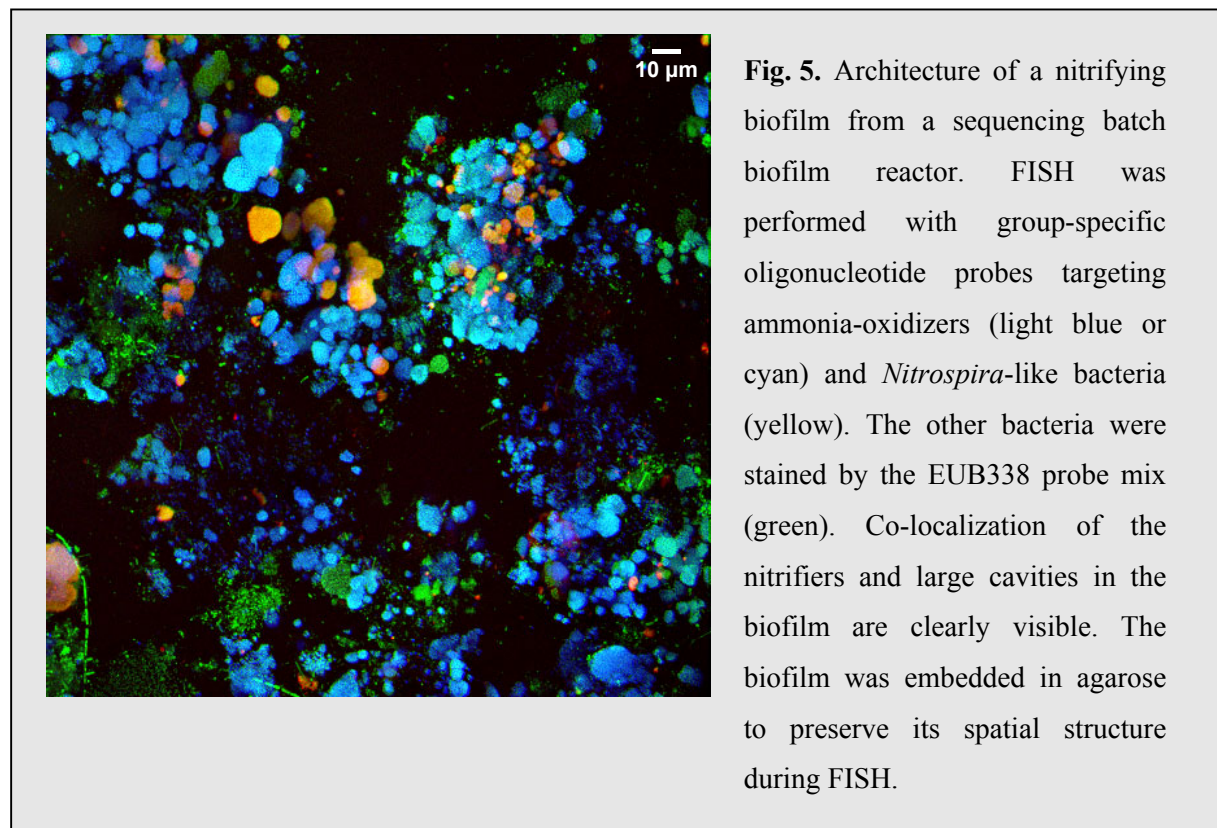 10 µm
Fig. 5. Architecture of a nitrifying
biofilm from a sequencing batch
biofilm reactor. FISH was
performed with group-specific
oligonucleotide probes targeting
ammonia-oxidizers (light blue or
cyan) and Nitrospira-like bacteria
(yellow). The other bacteria were
stained by the EUB338 probe mix
(green). Co-localization of the
nitrifiers and large cavities in the
biofilm are clearly visible. The
biofilm was embedded in agarose
to preserve its spatial structure
during FISH.